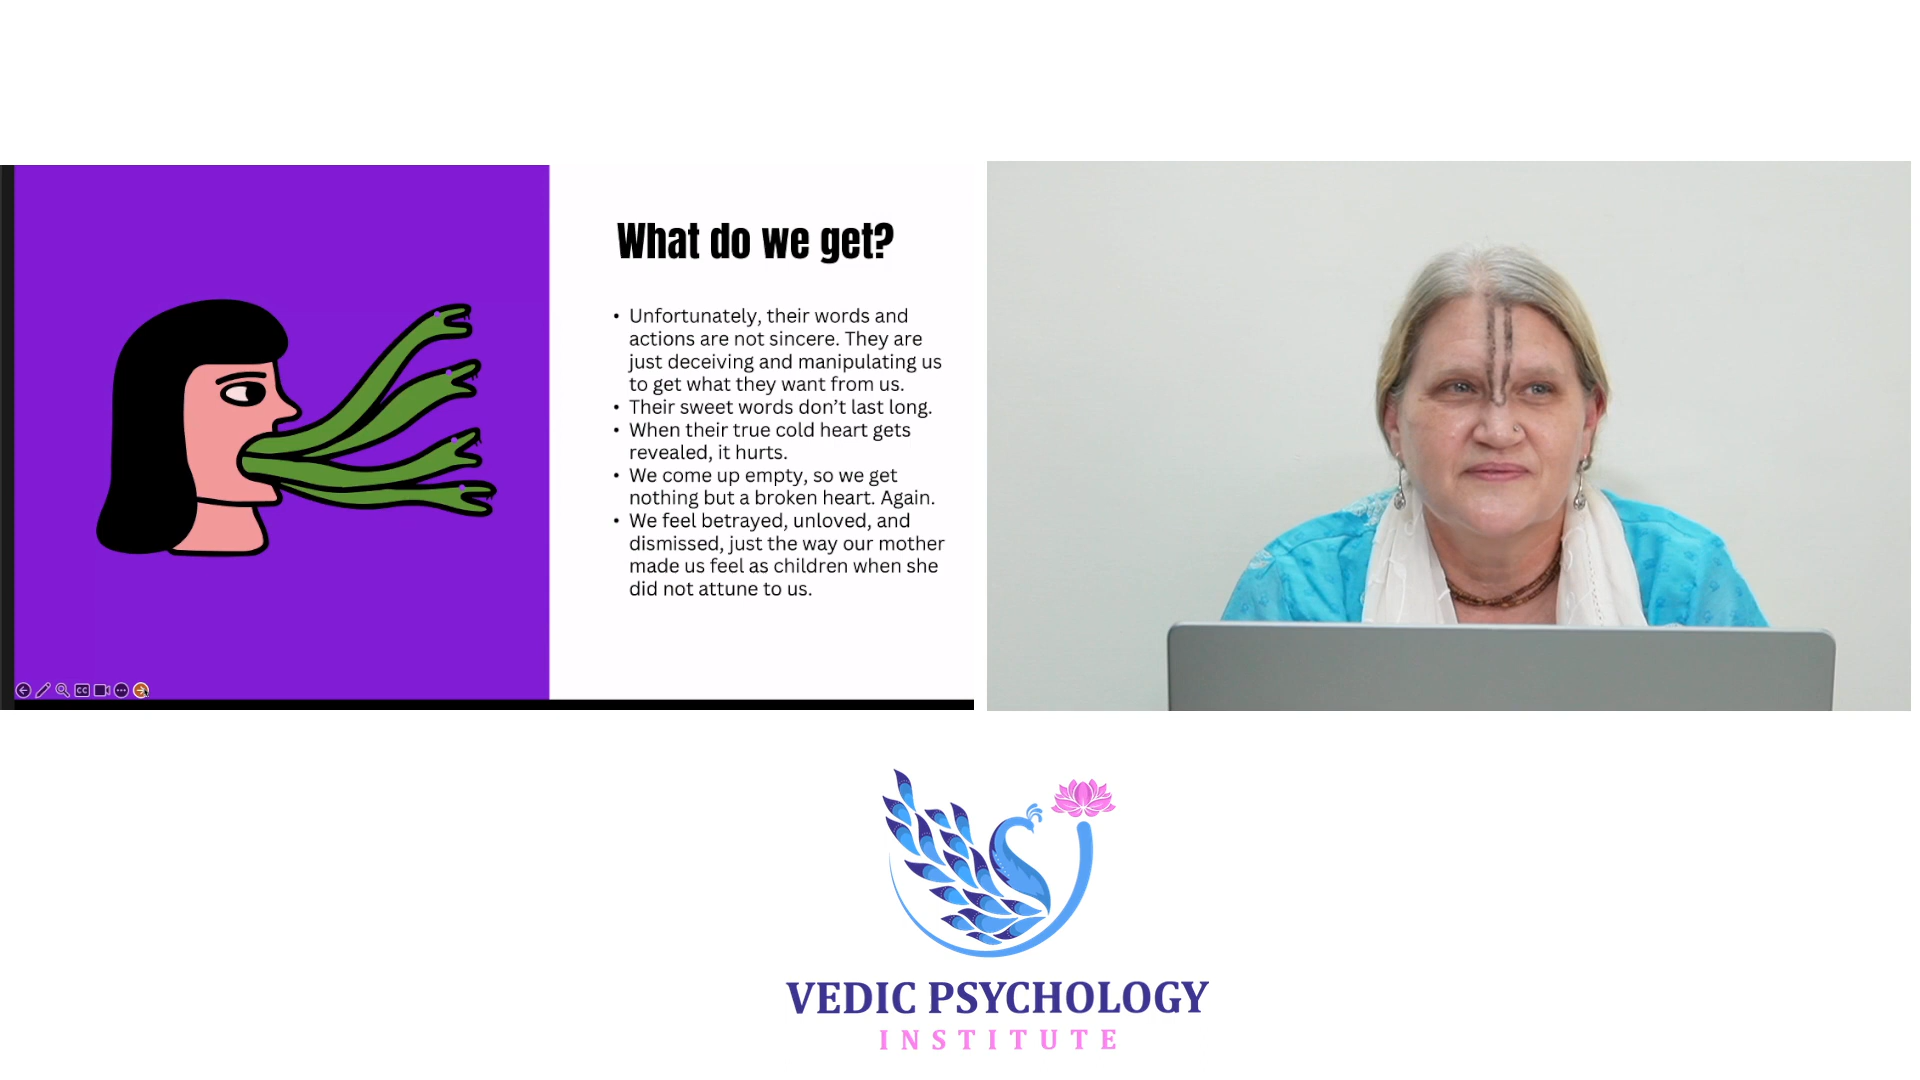 What do we get?
• Unfortunately, their words and
actions are not sincere. They are
just deceiving and manipulating us
to get what they want from us.
• Their sweet words don’t last long.
• When their true cold heart gets
revealed, it hurts.
• We come up empty, so we get
nothing but a broken heart. Again.
• We feel betrayed, unloved, and
dismissed, just the way our mother
made us feel as children when she
did not attune to us.
CC
VEDIC PSYCHOLOGY
INSTITUTE